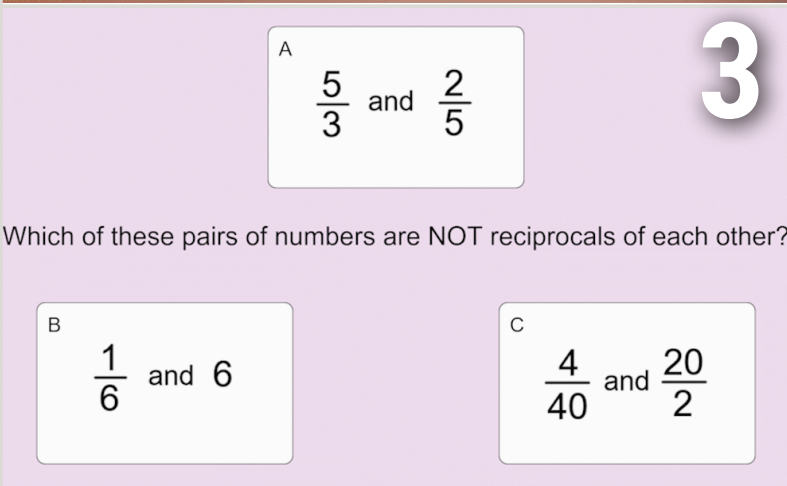 3
A
5/3 and 2/5
Which of these pairs of numbers are NOT reciprocals of each other?
B
1/6 and 6
C
4/40 and 20/2